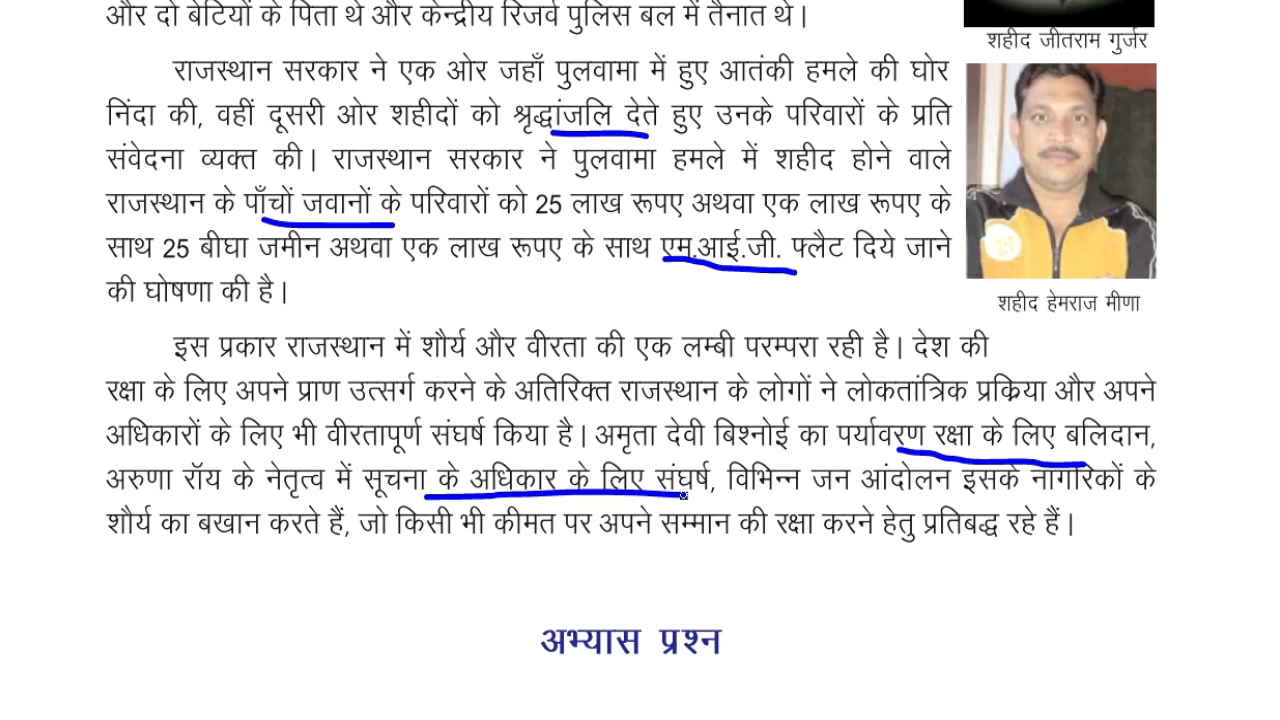 और दो बेटियों के पिता थे और केन्द्रीय रिजर्व पुलिस बल में तैनात थे।
शहीद जीतराम गुर्जर
राजस्थान सरकार ने एक ओर जहाँ पुलवामा में हुए आतंकी हमले की घोर
निंदा की, वहीं दूसरी ओर शहीदों को श्रृद्धांजलि देते हुए उनके परिवारों के प्रति
संवेदना व्यक्त की। राजस्थान सरकार ने पुलवामा हमले में शहीद होने वाले
राजस्थान के पाँचों जवानों के परिवारों को 25 लाख रूपए अथवा एक लाख रूपए के
साथ 25 बीघा जमीन अथवा एक लाख रूपए के साथ एम.आई.जी. फ्लैट दिये जाने
की घोषणा की है।
शहीद हेमराज मीणा
इस प्रकार राजस्थान में शौर्य और वीरता की एक लम्बी परम्परा रही है। देश की
रक्षा के लिए अपने प्राण उत्सर्ग करने के अतिरिक्त राजस्थान के लोगों ने लोकतांत्रिक प्रक्रिया और अपने
अधिकारों के लिए भी वीरतापूर्ण संघर्ष किया है। अमृता देवी बिश्नोई का पर्यावरण रक्षा के लिए बलिदान,
अरुणा रॉय के नेतृत्व में सूचना के अधिकार के लिए संघर्ष, विभिन्न जन आंदोलन इसके नागरिकों के
शौर्य का बखान करते हैं, जो किसी भी कीमत पर अपने सम्मान की रक्षा करने हेतु प्रतिबद्ध रहे हैं।
अभ्यास प्रश्न